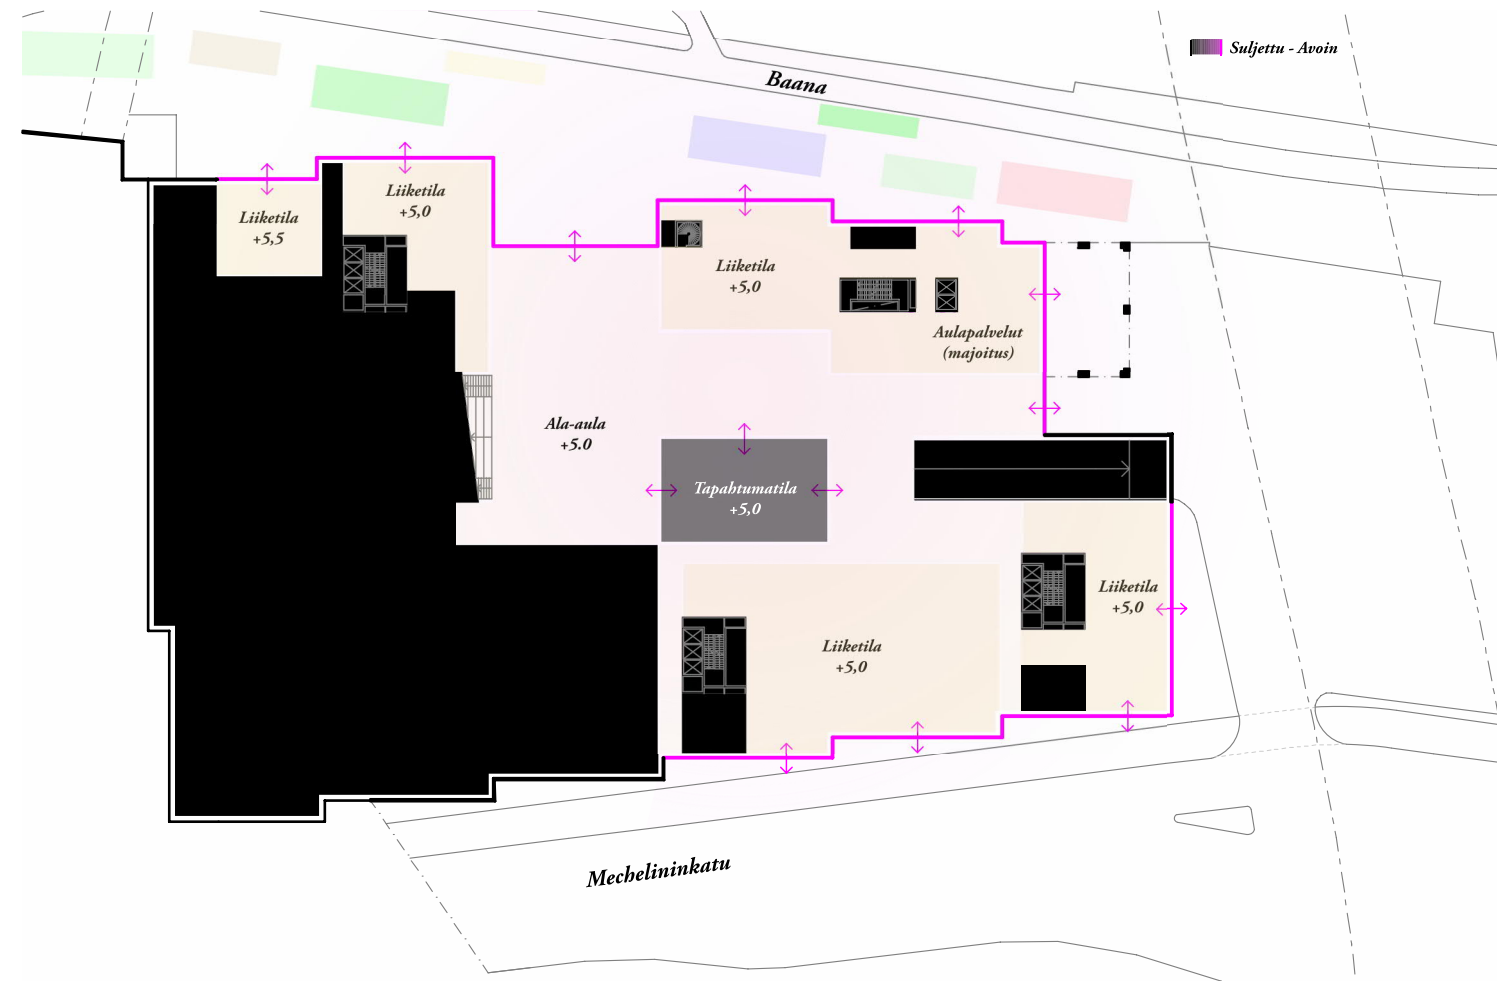 Suljettu - Avoin
Baana
Liiketila
+5,5
Liiketila
+5,0
Liiketila
+5,0
Aulapalvelut
(majoitus)
Ala-aula
+5.0
Tapahtumatila
+5,0
Liiketila
+5,0
Liiketila
+5,0
Mechelininkatu